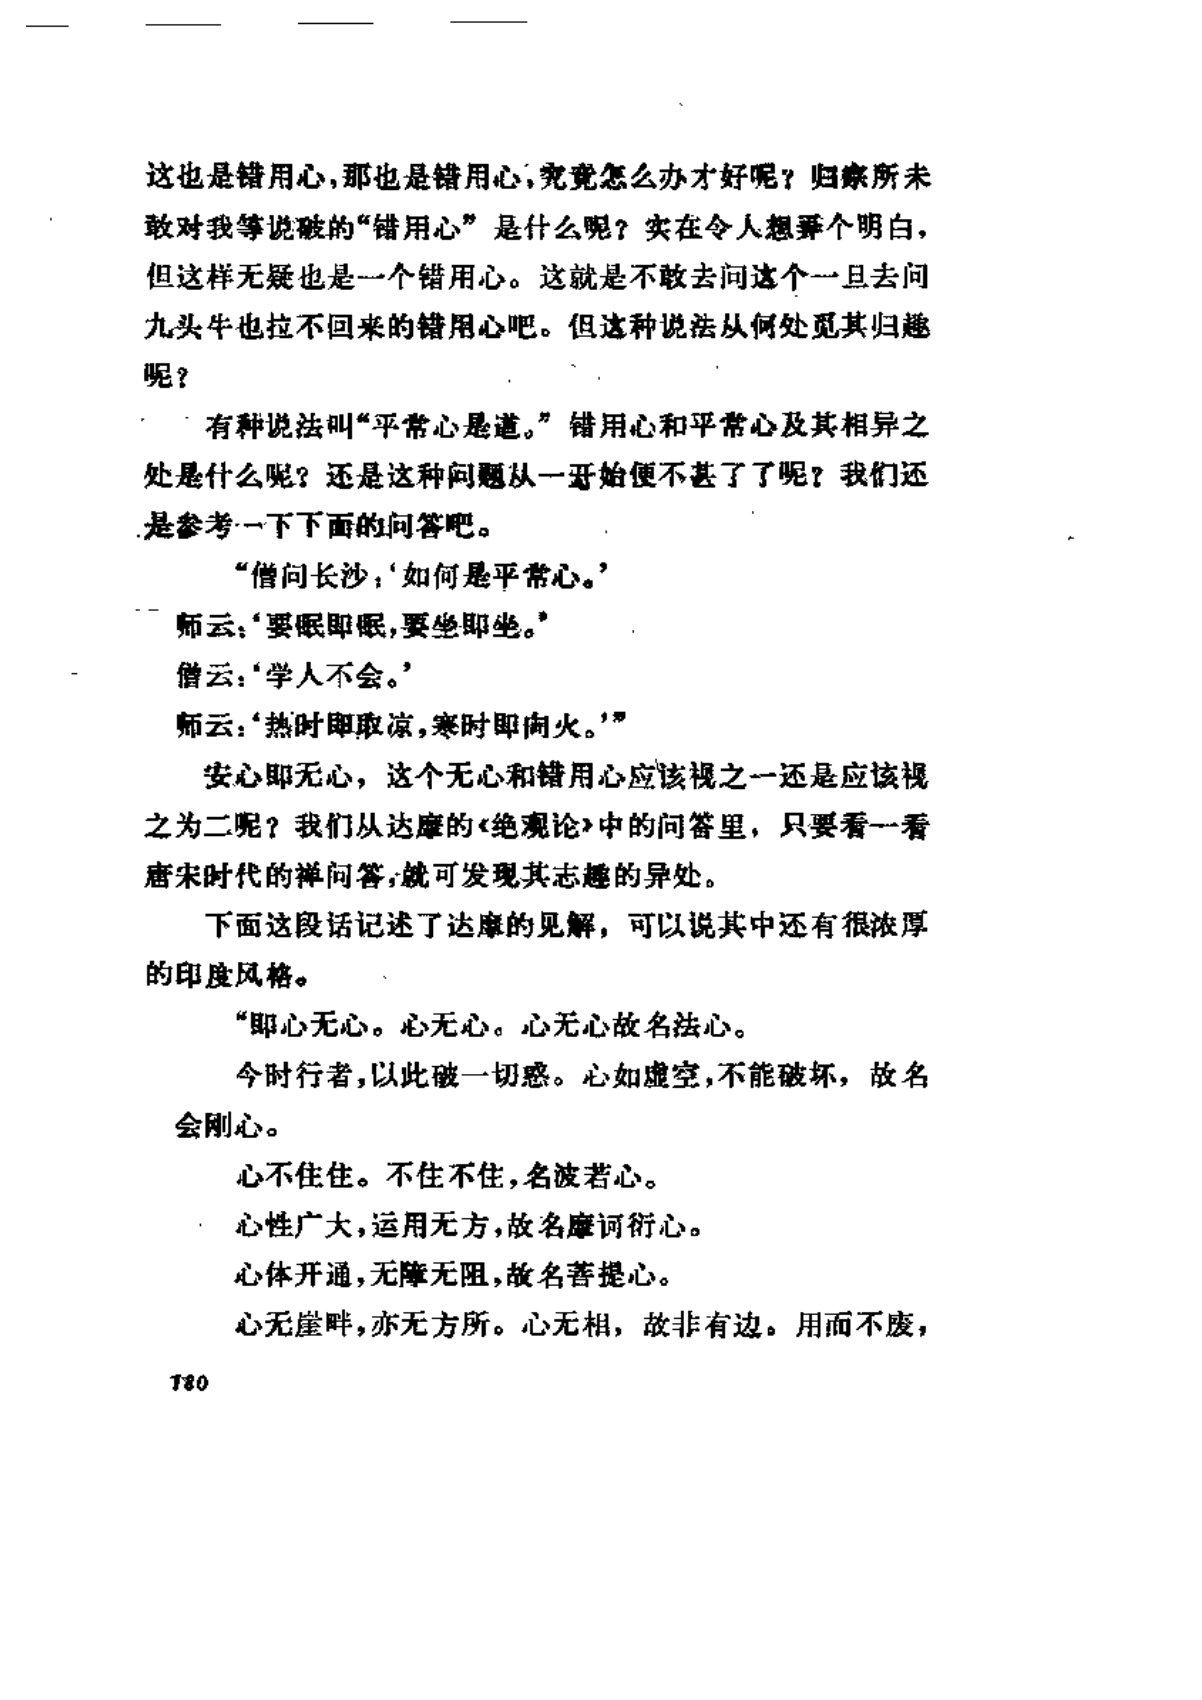 这也是错用心,那也是错用心,究竟怎么办才好呢？归宗所未
敢对我等说破的“错用心” 是什么呢？实在令人想弄个明白,
但这样无疑也是一个错用心。这就是不敢去问这个一旦去问
九头牛也拉不回来的错用心吧。但这种说法从何处觅其归趣
呢？
有种说法叫“平常心是道。”错用心和平常心及其相异之
处是什么呢？还是这种问题从一开始便不甚了了呢？我们还
是参考一下下面的问答吧。
“僧问长沙:‘如何是平常心。’
师云:‘要眠即眠,要坐即坐。’
僧云:‘学人不会。’
师云:‘热时即取凉,寒时即向火。’”
安心即无心，这个无心和错用心应该视之一还是应该视
之为二呢？我们从达摩的《绝观论》中的问答里，只要看一看
唐宋时代的禅问答,就可发现其志趣的异处。
下面这段话记述了达摩的见解，可以说其中还有很浓厚
的印度风格。
“即心无心。心无心。心无心故名法心。
今时行者,以此破一切惑。心如虚空,不能破坏，故名
会刚心。
心不住住。不住不住,名波若心。
心性广大,运用无方,故名摩诃衍心。
心体开通,无障无阻,故名菩提心。
心无崖畔,亦无方所。心无相，故非有边。用而不废,
180